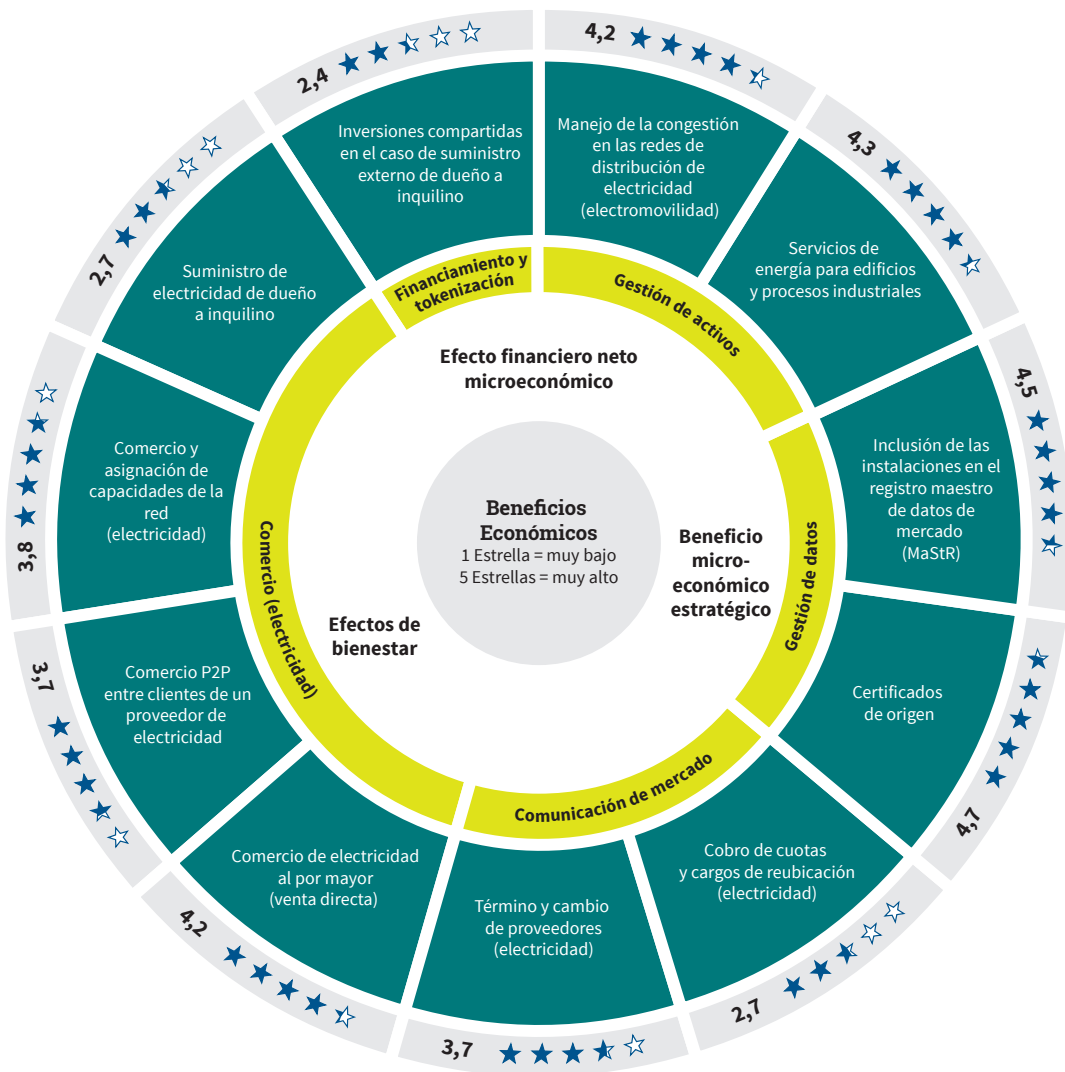 4,2
Manejo de la congestión
en las redes de
distribución de
electricidad
(electromovilidad)
4,3
Servicios de
energía para edificios
y procesos industriales
4,5
Inclusión de las
instalaciones en el
registro maestro
de datos de
mercado
(MaStR)
4,7
Certificados
de origen
2,7
Cobro de cuotas
y cargos de reubicación
(electricidad)
3,7
Término y cambio
de proveedores
(electricidad)
4,2
Comercio de electricidad
al por mayor
(venta directa)
3,7
Comercio P2P
entre clientes de un
proveedor de
electricidad
3,8
Comercio y
asignación de
capacidades de la
red
(electricidad)
2,7
Suministro de
electricidad de dueño
a inquilino
2,4
Inversiones compartidas
en el caso de suministro
externo de dueño a
inquilino
Financiamiento y
tokenización
Gestión de activos
Gestión de datos
Comunicación de mercado
Comercio (electricidad)
Efecto financiero neto
microeconómico
Beneficio
micro-
económico
estratégico
Efectos de
bienestar
Beneficios
Económicos
1 Estrella = muy bajo
5 Estrellas = muy alto